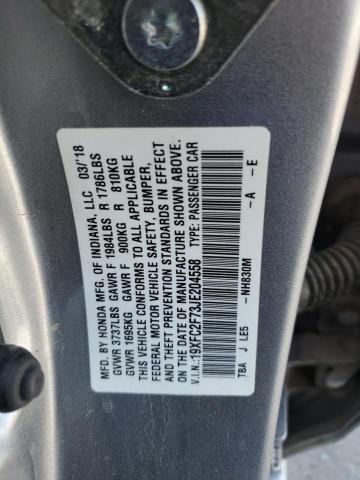 MFD. BY HONDA MFG. OF INDIANA, LLC 03/18
GVWR 3737LBS GAWR F 1984LBS R 1786LBS
GVWR 1695KG GAWR F 900KG R 810KG
THIS VEHICLE CONFORMS TO ALL APPLICABLE
FEDERAL MOTOR VEHICLE SAFETY, BUMPER,
AND THEFT PREVENTION STANDARDS IN EFFECT
ON THE DATE OF MANUFACTURE SHOWN ABOVE.
V.I.N.:19XFC2F73JE204558 TYPE: PASSENGER CAR
TBA J LE5 -NH830M -A -E